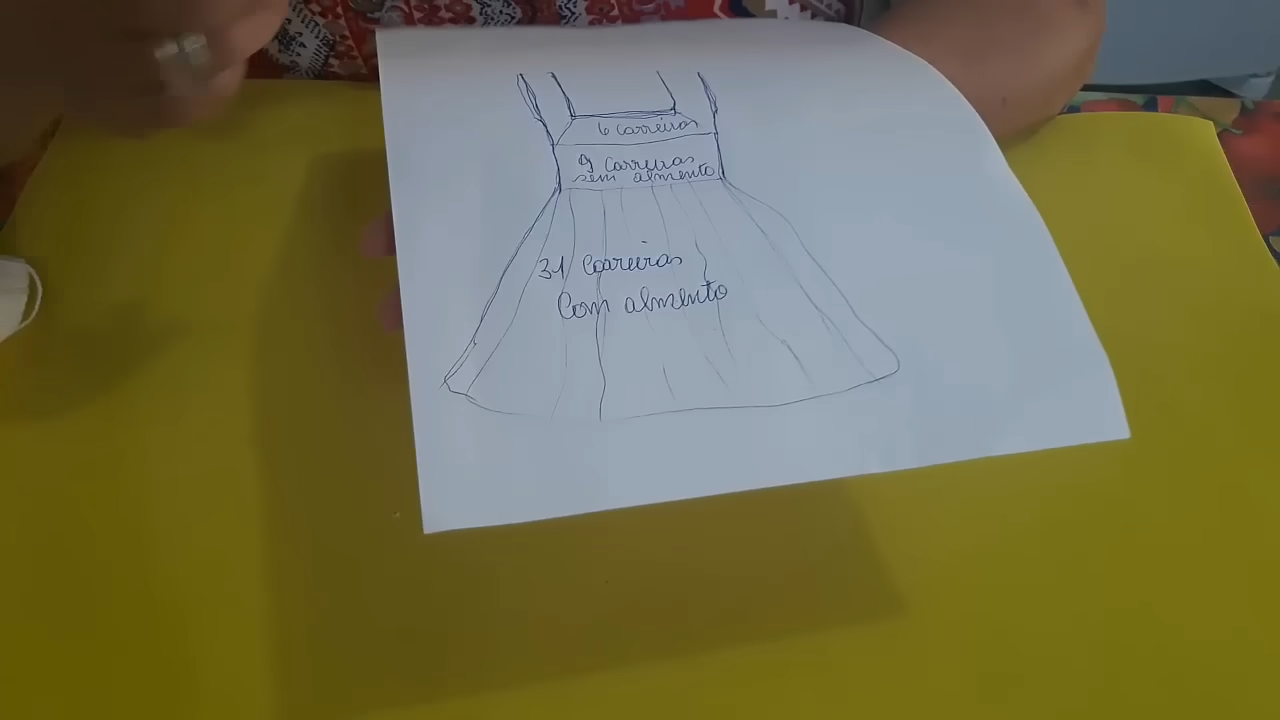 6 carreiras
9 Carreiras
sem almento
31 Carreiras
Com almento